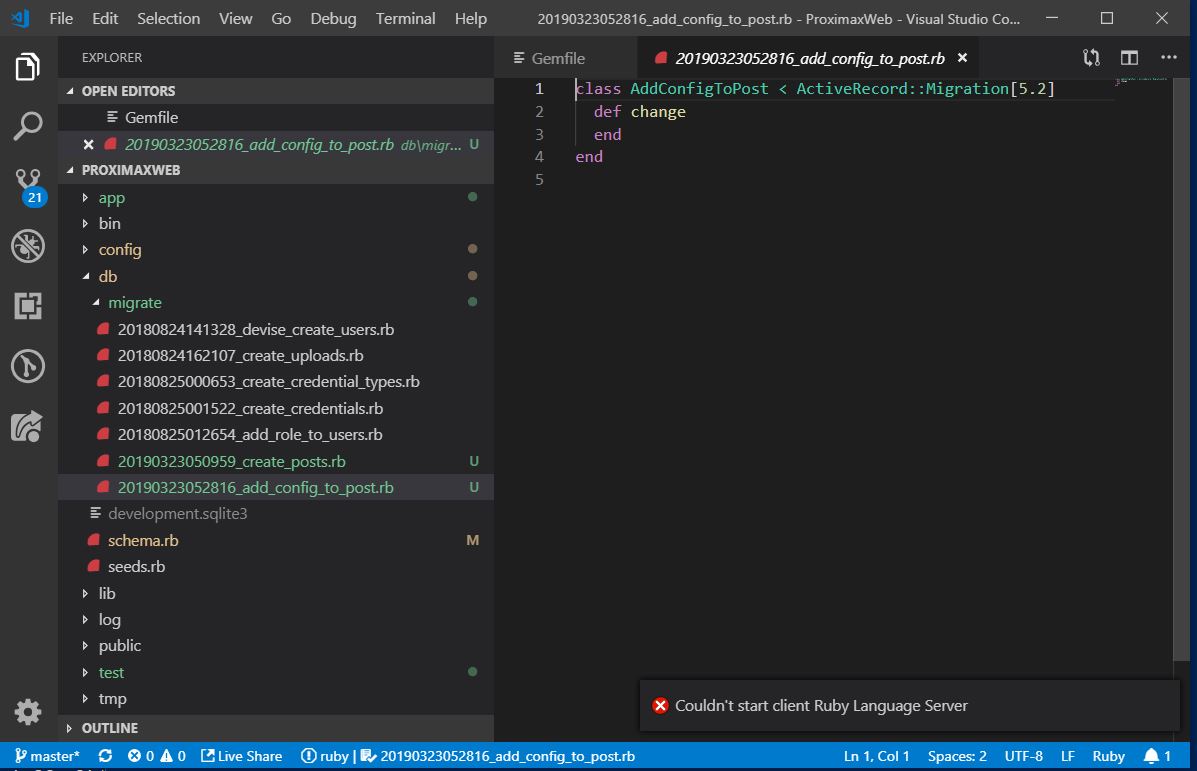 File Edit Selection View Go Debug Terminal Help 20190323052816_add_config_to_post.rb - ProximaxWeb - Visual Studio Co...
EXPLORER
OPEN EDITORS
Gemfile
20190323052816_add_config_to_post.rb db\migr... U
PROXIMAXWEB
app
bin
config
db
migrate
20180824141328_devise_create_users.rb
20180824162107_create_uploads.rb
20180825000653_create_credential_types.rb
20180825001522_create_credentials.rb
20180825012654_add_role_to_users.rb
20190323050959_create_posts.rb U
20190323052816_add_config_to_post.rb U
development.sqlite3
schema.rb M
seeds.rb
lib
log
public
test
tmp
OUTLINE
21
Gemfile 20190323052816_add_config_to_post.rb
1 class AddConfigToPost < ActiveRecord::Migration[5.2]
2 def change
3 end
4 end
5
Couldn't start client Ruby Language Server
master* 0 0 Live Share ruby | 20190323052816_add_config_to_post.rb Ln 1, Col 1 Spaces: 2 UTF-8 LF Ruby 1